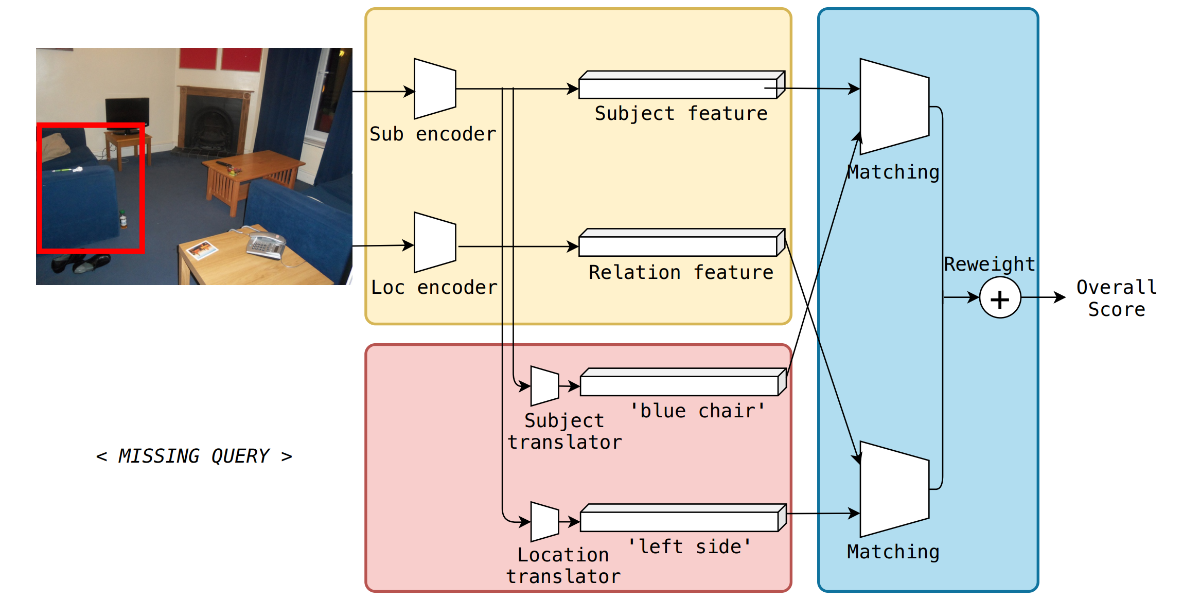 Sub encoder
Subject feature
Matching
Loc encoder
Relation feature
Reweight
+
Overall
Score
'blue chair'
Subject
translator
< MISSING QUERY >
'left side'
Location
translator
Matching